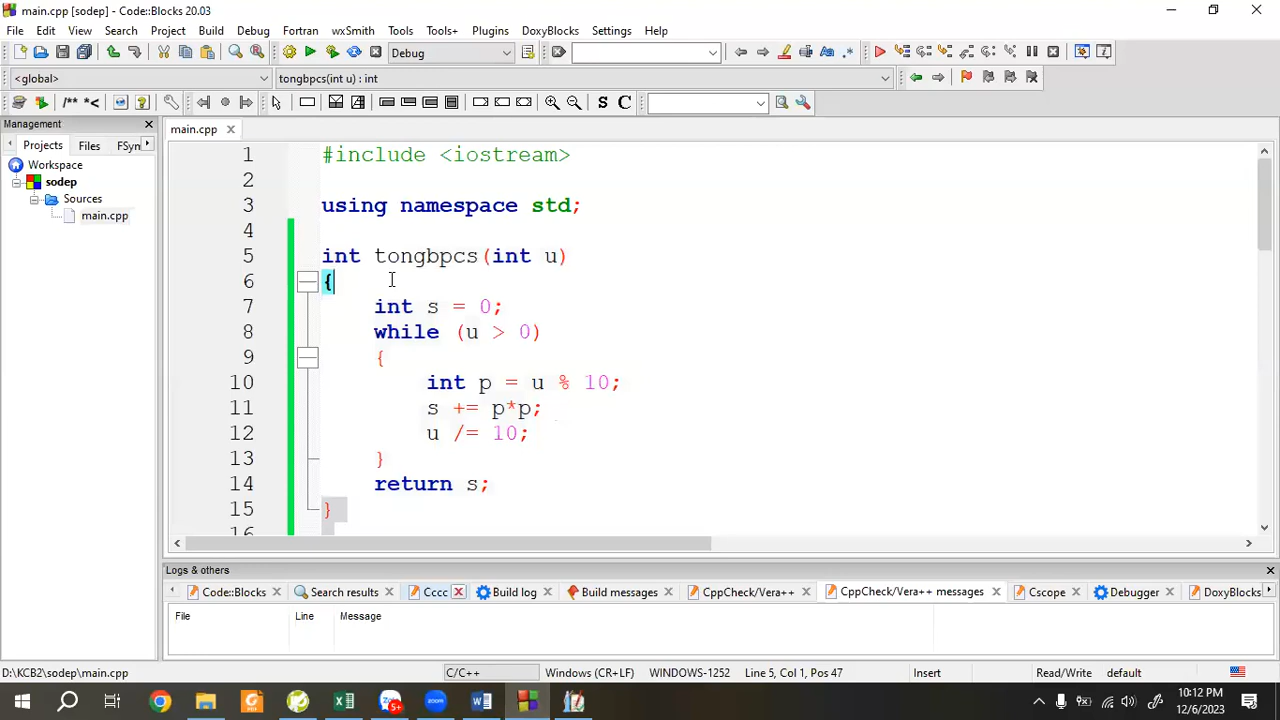 main.cpp [sodep] - Code::Blocks 20.03
File Edit View Search Project Build Debug Fortran wxSmith Tools Tools+ Plugins DoxyBlocks Settings Help
Debug
<global>
tongbpcs(int u) : int
/** *<
S C
Management
Projects Files FSyn
Workspace
sodep
Sources
main.cpp
main.cpp
1 #include <iostream>
2
3 using namespace std;
4
5 int tongbpcs(int u)
6 {
7 int s = 0;
8 while (u > 0)
9 {
10 int p = u % 10;
11 s += p*p;
12 u /= 10;
13 }
14 return s;
15 }
16
Logs & others
Code::Blocks Search results Cccc Build log Build messages CppCheck/Vera++ CppCheck/Vera++ messages Cscope Debugger DoxyBlocks
File Line Message
D:\KCB2\sodep\main.cpp C/C++ Windows (CR+LF) WINDOWS-1252 Line 5, Col 1, Pos 47 Insert Read/Write default
5+
zoom
10:12 PM
12/6/2023